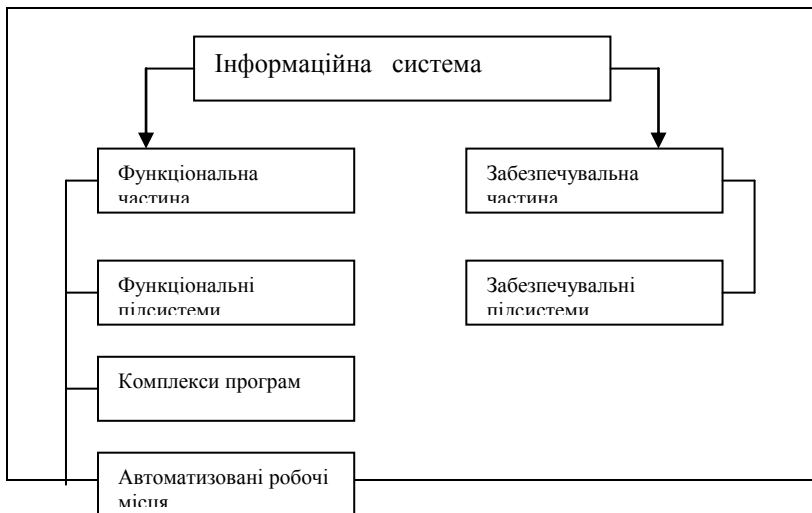 Інформаційна система
Функціональна
частина
Забезпечувальна
частина
Функціональні
підсистеми
Забезпечувальні
підсистеми
Комплекси програм
Автоматизовані робочі
місця